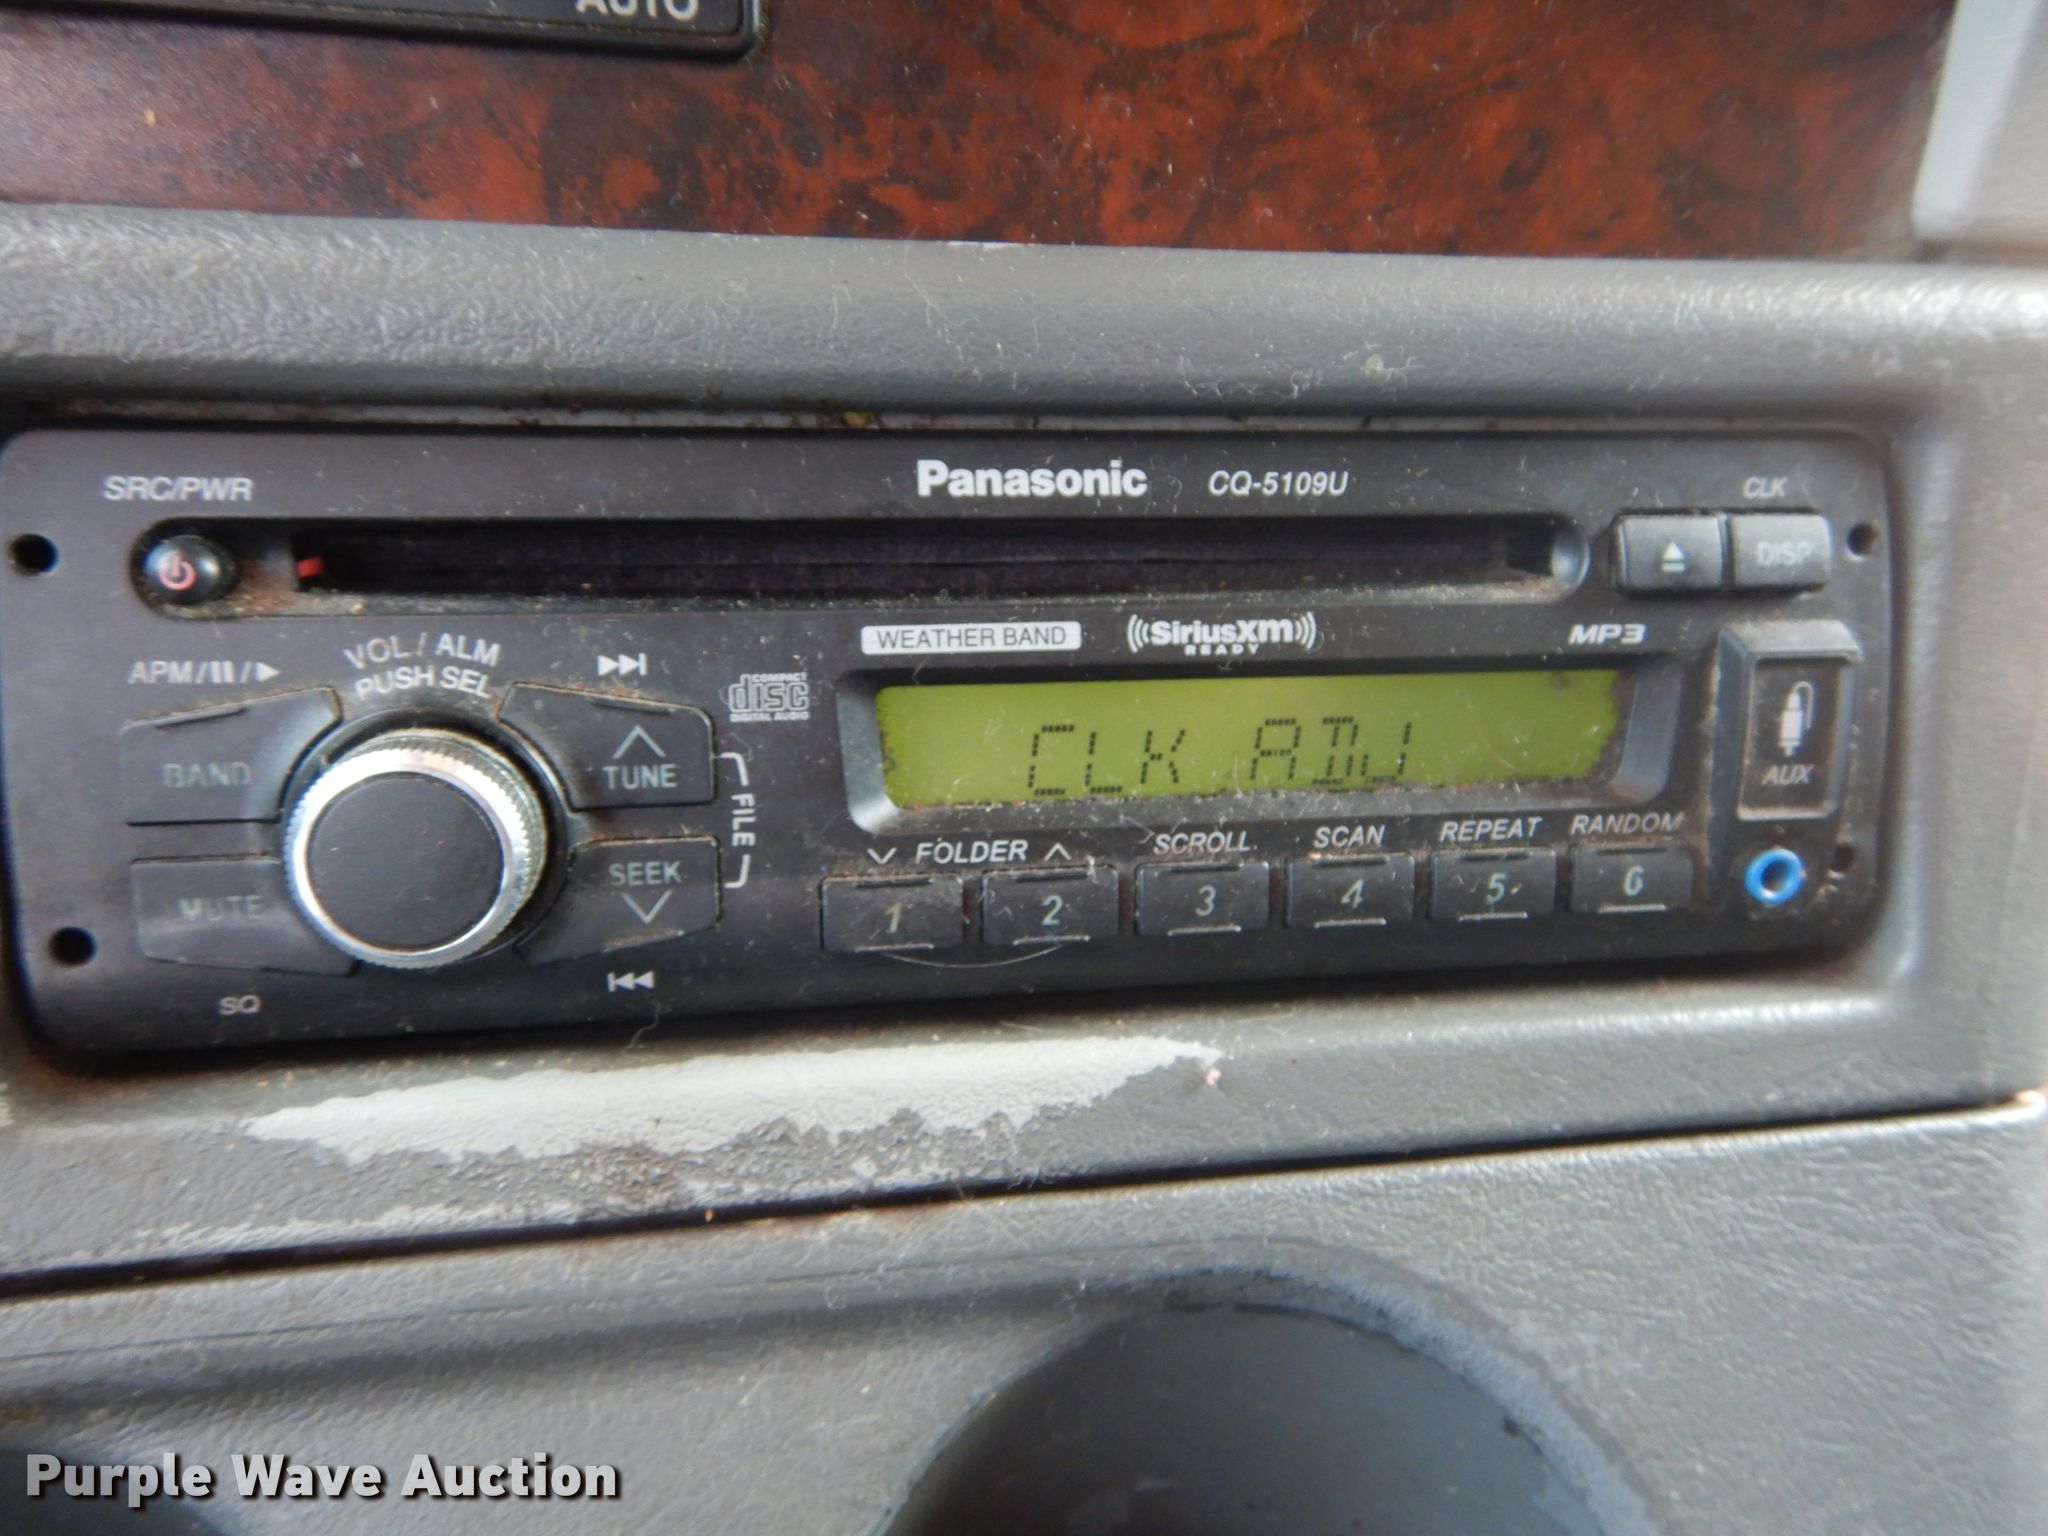 AUTO
SRC/PWR
Panasonic CQ-5109U
CLK
DISP
WEATHER BAND
SiriusXM
READY
MP3
APM/
VOL / ALM
PUSH SEL
COMPACT
disc
DIGITAL AUDIO
BAND
TUNE
FILE
CLK ADJ
AUX
MUTE
SEEK
FOLDER
SCROLL
SCAN
REPEAT
RANDOM
1 2 3 4 5 6
SQ
Purple Wave Auction